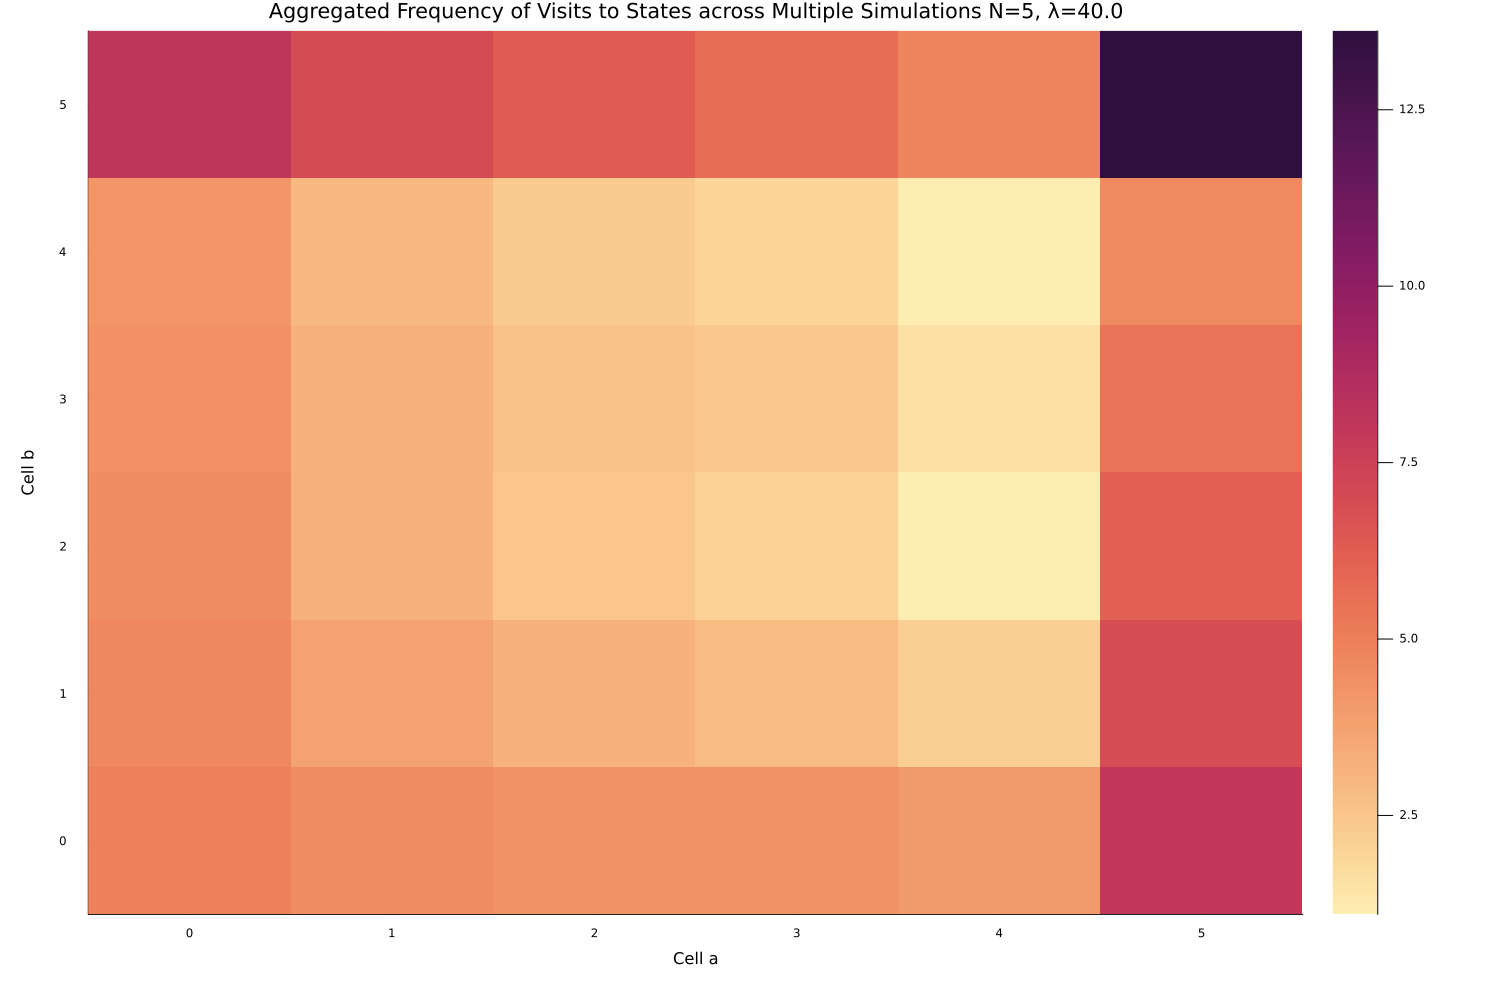 Aggregated Frequency of Visits to States across Multiple Simulations N=5, λ=40.0
5
4
3
2
1
0
Cell b
0 1 2 3 4 5
Cell a
12.5
10.0
7.5
5.0
2.5